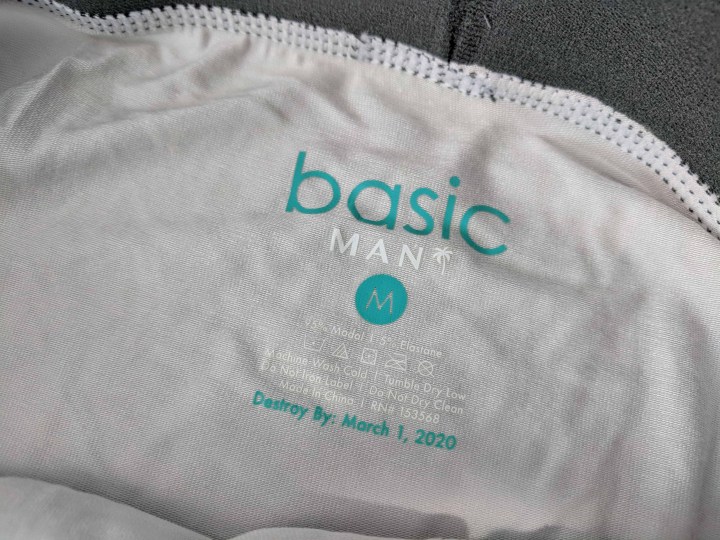 basic
MAN
M
95% Modal | 5% Elastane
Machine Wash Cold | Tumble Dry Low
Do Not Iron Label | Do Not Dry Clean
Made in China | RN# 153568
Destroy By: March 1, 2020